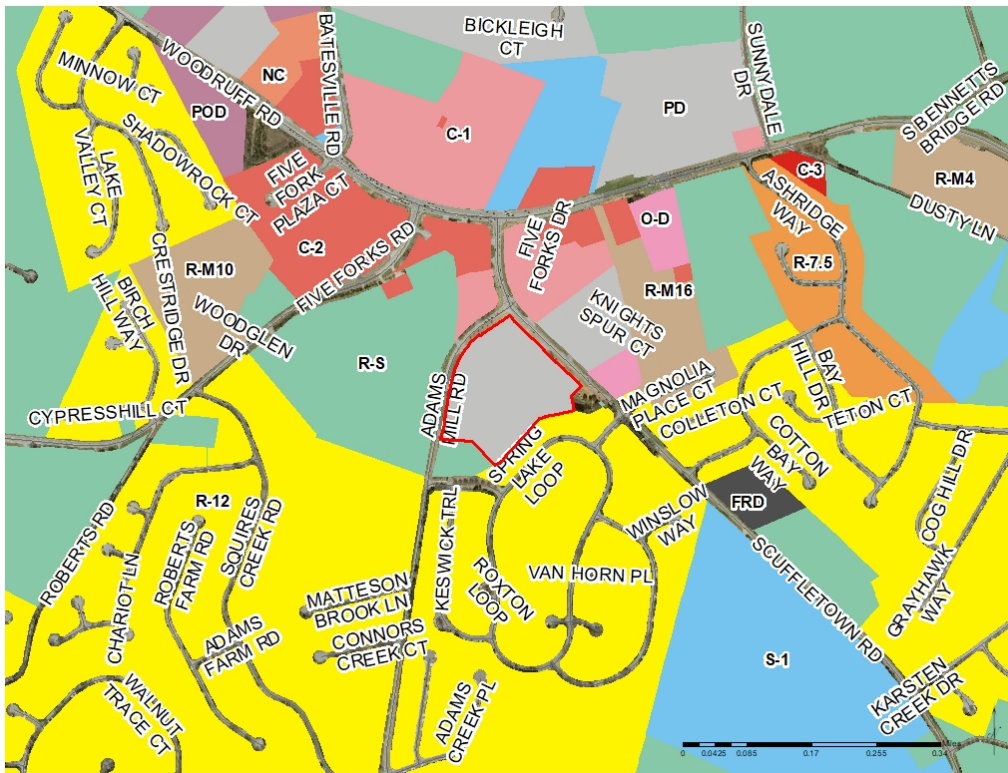 BICKLEIGH
CT
BATESVILLE RD
WOODRUFF RD
SUNNYDALE
DR
MINNOW CT
NC
POD
PD
C-1
S BENNETTS
BRIDGE RD
SHADOWROCK CT
LAKE
VALLEY CT
FIVE
FORK
PLAZA CT
C-3
R-M4
DUSTY LN
ASHRIDGE
WAY
O-D
FIVE
FORKS DR
C-2
FIVE FORKS RD
R-7.5
R-M10
R-M16
CRESTRIDGE DR
BIRCH
HILL WAY
WOODGLEN
DR
KNIGHTS
SPUR CT
R-S
ADAMS
MILL RD
MAGNOLIA
PLACE CT
COLLETON CT
BAY
HILL DR
TETON CT
CYPRESSHILL CT
SPRING
LAKE
LOOP
COTTON
BAY
WAY
COG HILL DR
R-12
FRD
ROBERTS RD
ROBERTS
FARM RD
SQUIRES
CREEK RD
KESWICK TRL
WINSLOW
WAY
CHARIOT LN
MATTESON
BROOK LN
ROXTON
LOOP
VAN HORN PL
SCUFFLETOWN RD
GRAYHAWK
WAY
ADAMS
FARM RD
CONNORS
CREEK CT
S-1
WALNUT
TRACE CT
ADAMS
CREEK PL
KARSTEN
CREEK DR
Miles
0 0.0425 0.085 0.17 0.255 0.34